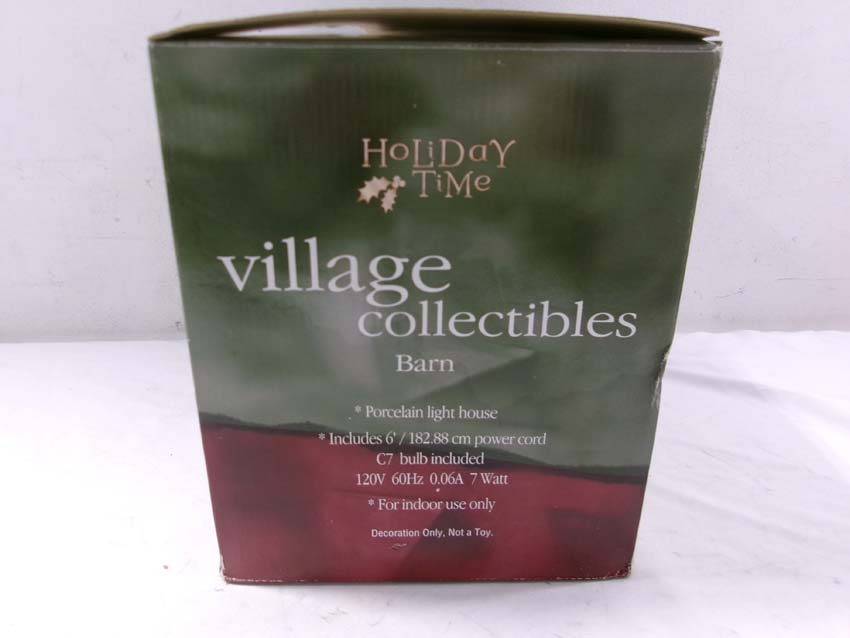 HoLiDaY
TiMe
village
collectibles
Barn
* Porcelain light house
* Includes 6' / 182.88 cm power cord
C7 bulb included
120V 60Hz 0.06A 7 Watt
* For indoor use only
Decoration Only, Not a Toy.